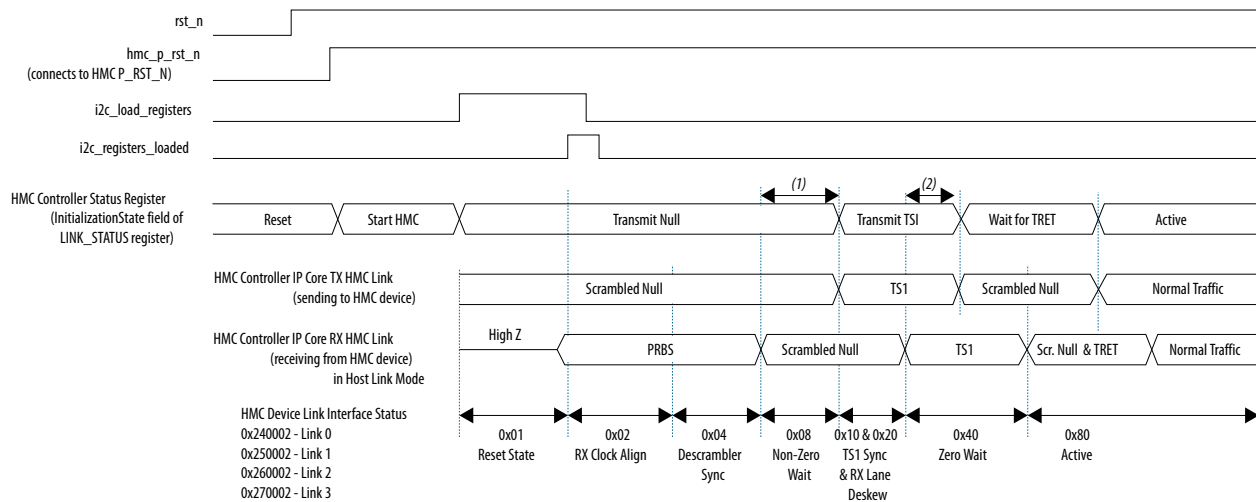 rst_n
hmc_p_rst_n
(connects to HMC P_RST_N)
i2c_load_registers
i2c_registers_loaded
(1)
(2)
HMC Controller Status Register
(InitializationState field of
LINK_STATUS register)
Reset
Start HMC
Transmit Null
Transmit TSI
Wait for TRET
Active
HMC Controller IP Core TX HMC Link
(sending to HMC device)
Scrambled Null
TS1
Scrambled Null
Normal Traffic
HMC Controller IP Core RX HMC Link
(receiving from HMC device)
in Host Link Mode
High Z
PRBS
Scrambled Null
TS1
Scr. Null & TRET
Normal Traffic
HMC Device Link Interface Status
0x240002 - Link 0
0x250002 - Link 1
0x260002 - Link 2
0x270002 - Link 3
0x01
Reset State
0x02
RX Clock Align
0x04
Descrambler
Sync
0x08
Non-Zero
Wait
0x10 & 0x20
TS1 Sync
& RX Lane
Deskew
0x40
Zero Wait
0x80
Active